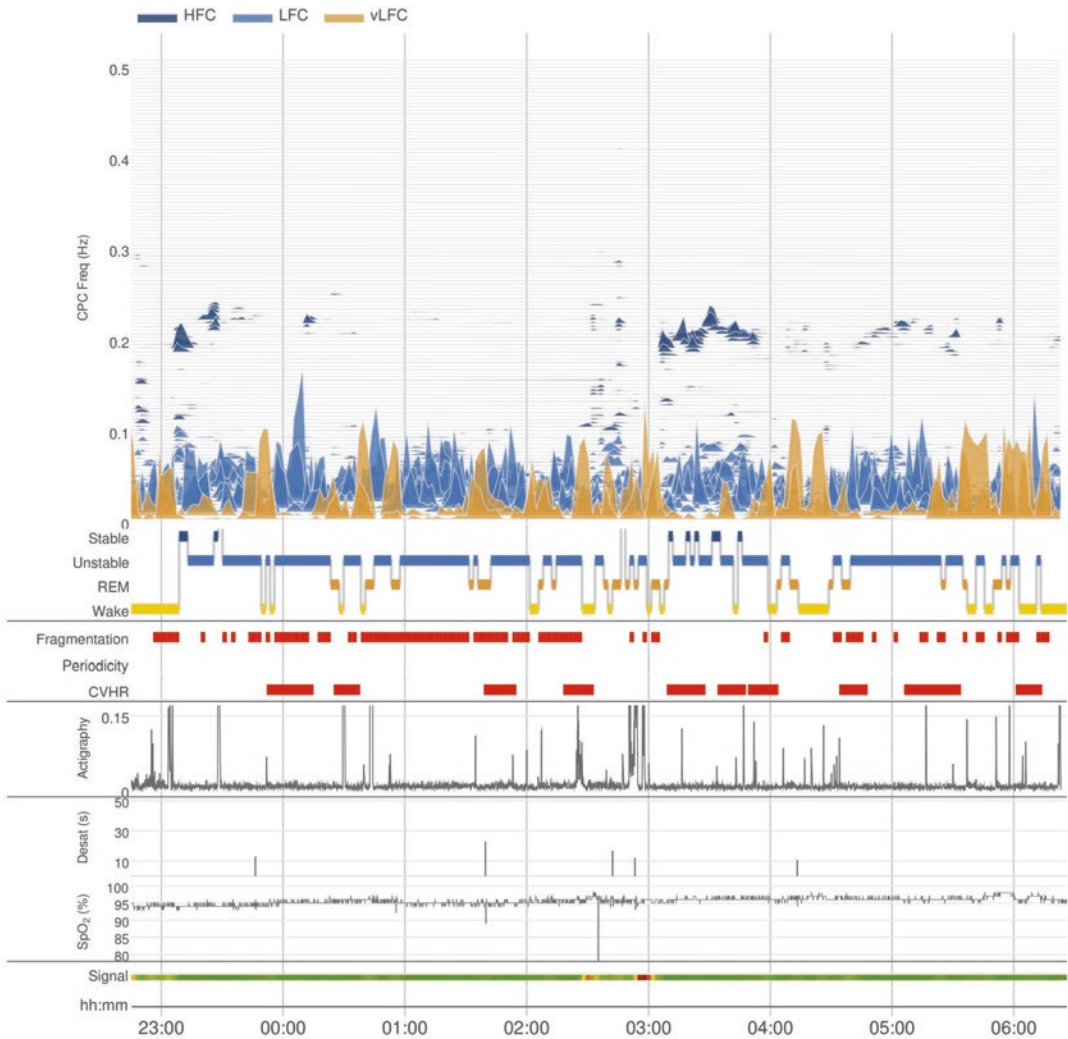 HFC LFC vLFC
0.5
0.4
0.3
0.2
0.1
0
CPC Freq (Hz)
Stable
Unstable
REM
Wake
Fragmentation
Periodicity
CVHR
0.15
0
Actigraphy
50
30
10
Desat (s)
100
95
90
85
80
SpO₂ (%)
Signal
hh:mm
23:00 00:00 01:00 02:00 03:00 04:00 05:00 06:00